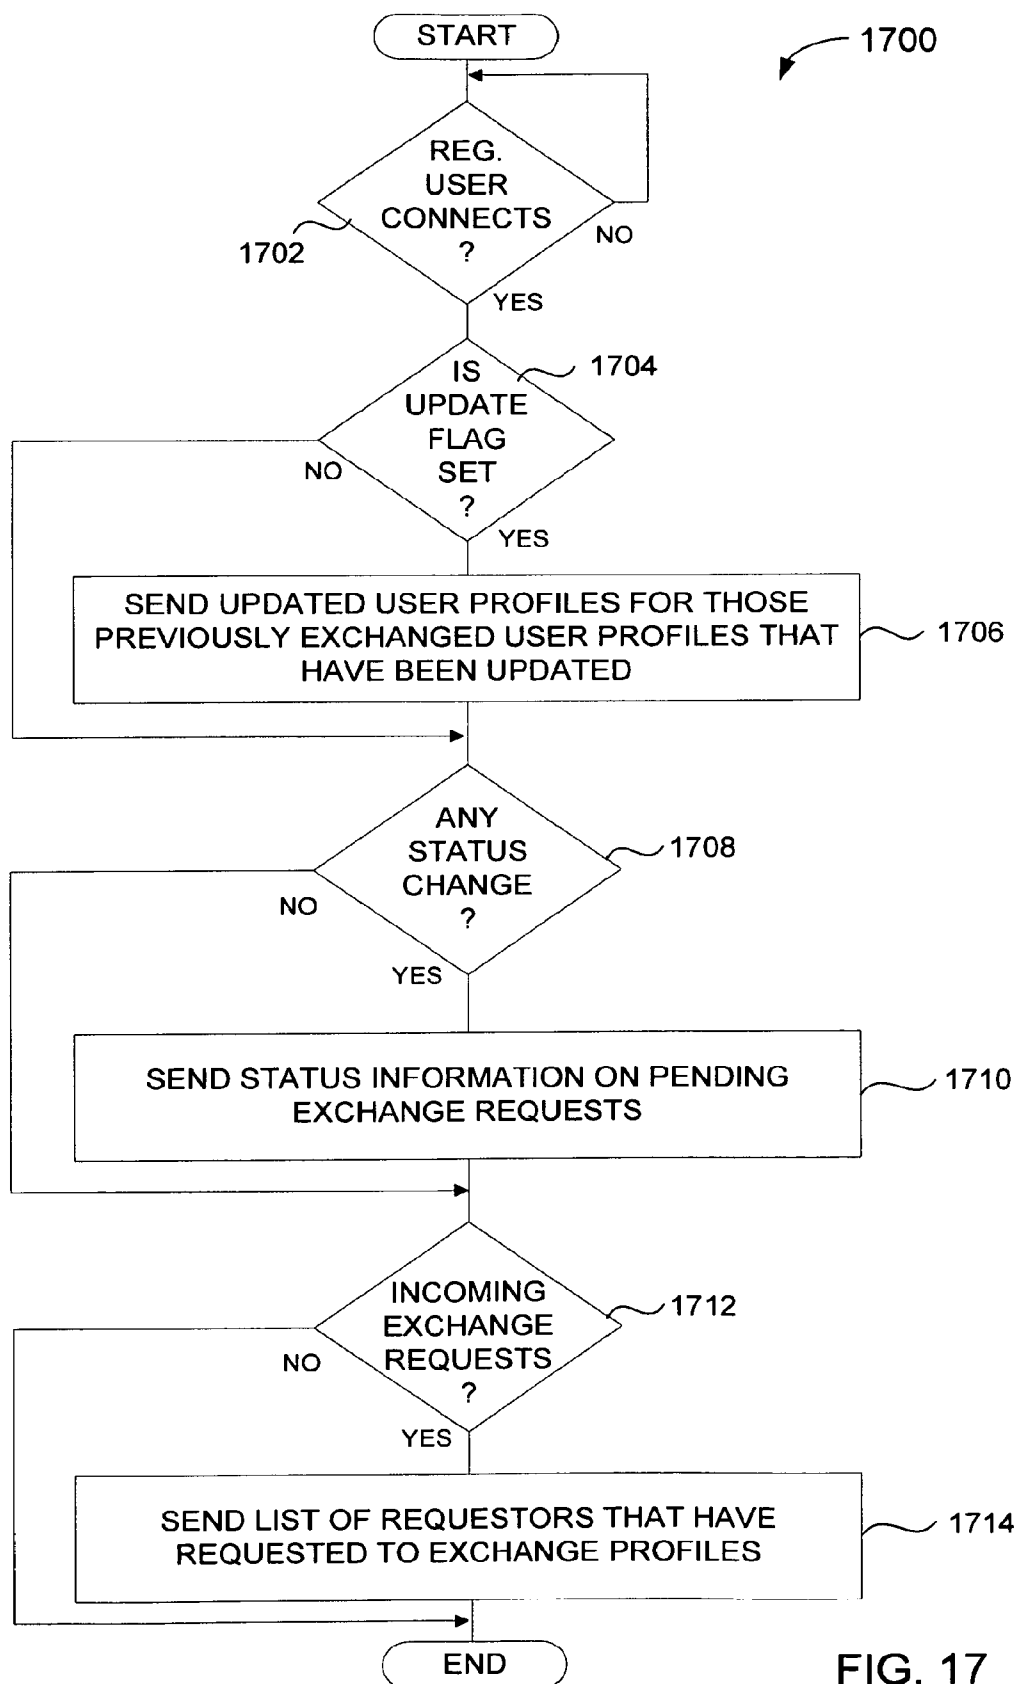 START
1700
REG.
USER
CONNECTS
?
1702
NO
YES
IS
UPDATE
FLAG
SET
?
1704
NO
YES
SEND UPDATED USER PROFILES FOR THOSE
PREVIOUSLY EXCHANGED USER PROFILES THAT
HAVE BEEN UPDATED
1706
ANY
STATUS
CHANGE
?
1708
NO
YES
SEND STATUS INFORMATION ON PENDING
EXCHANGE REQUESTS
1710
INCOMING
EXCHANGE
REQUESTS
?
1712
NO
YES
SEND LIST OF REQUESTORS THAT HAVE
REQUESTED TO EXCHANGE PROFILES
1714
END
FIG. 17